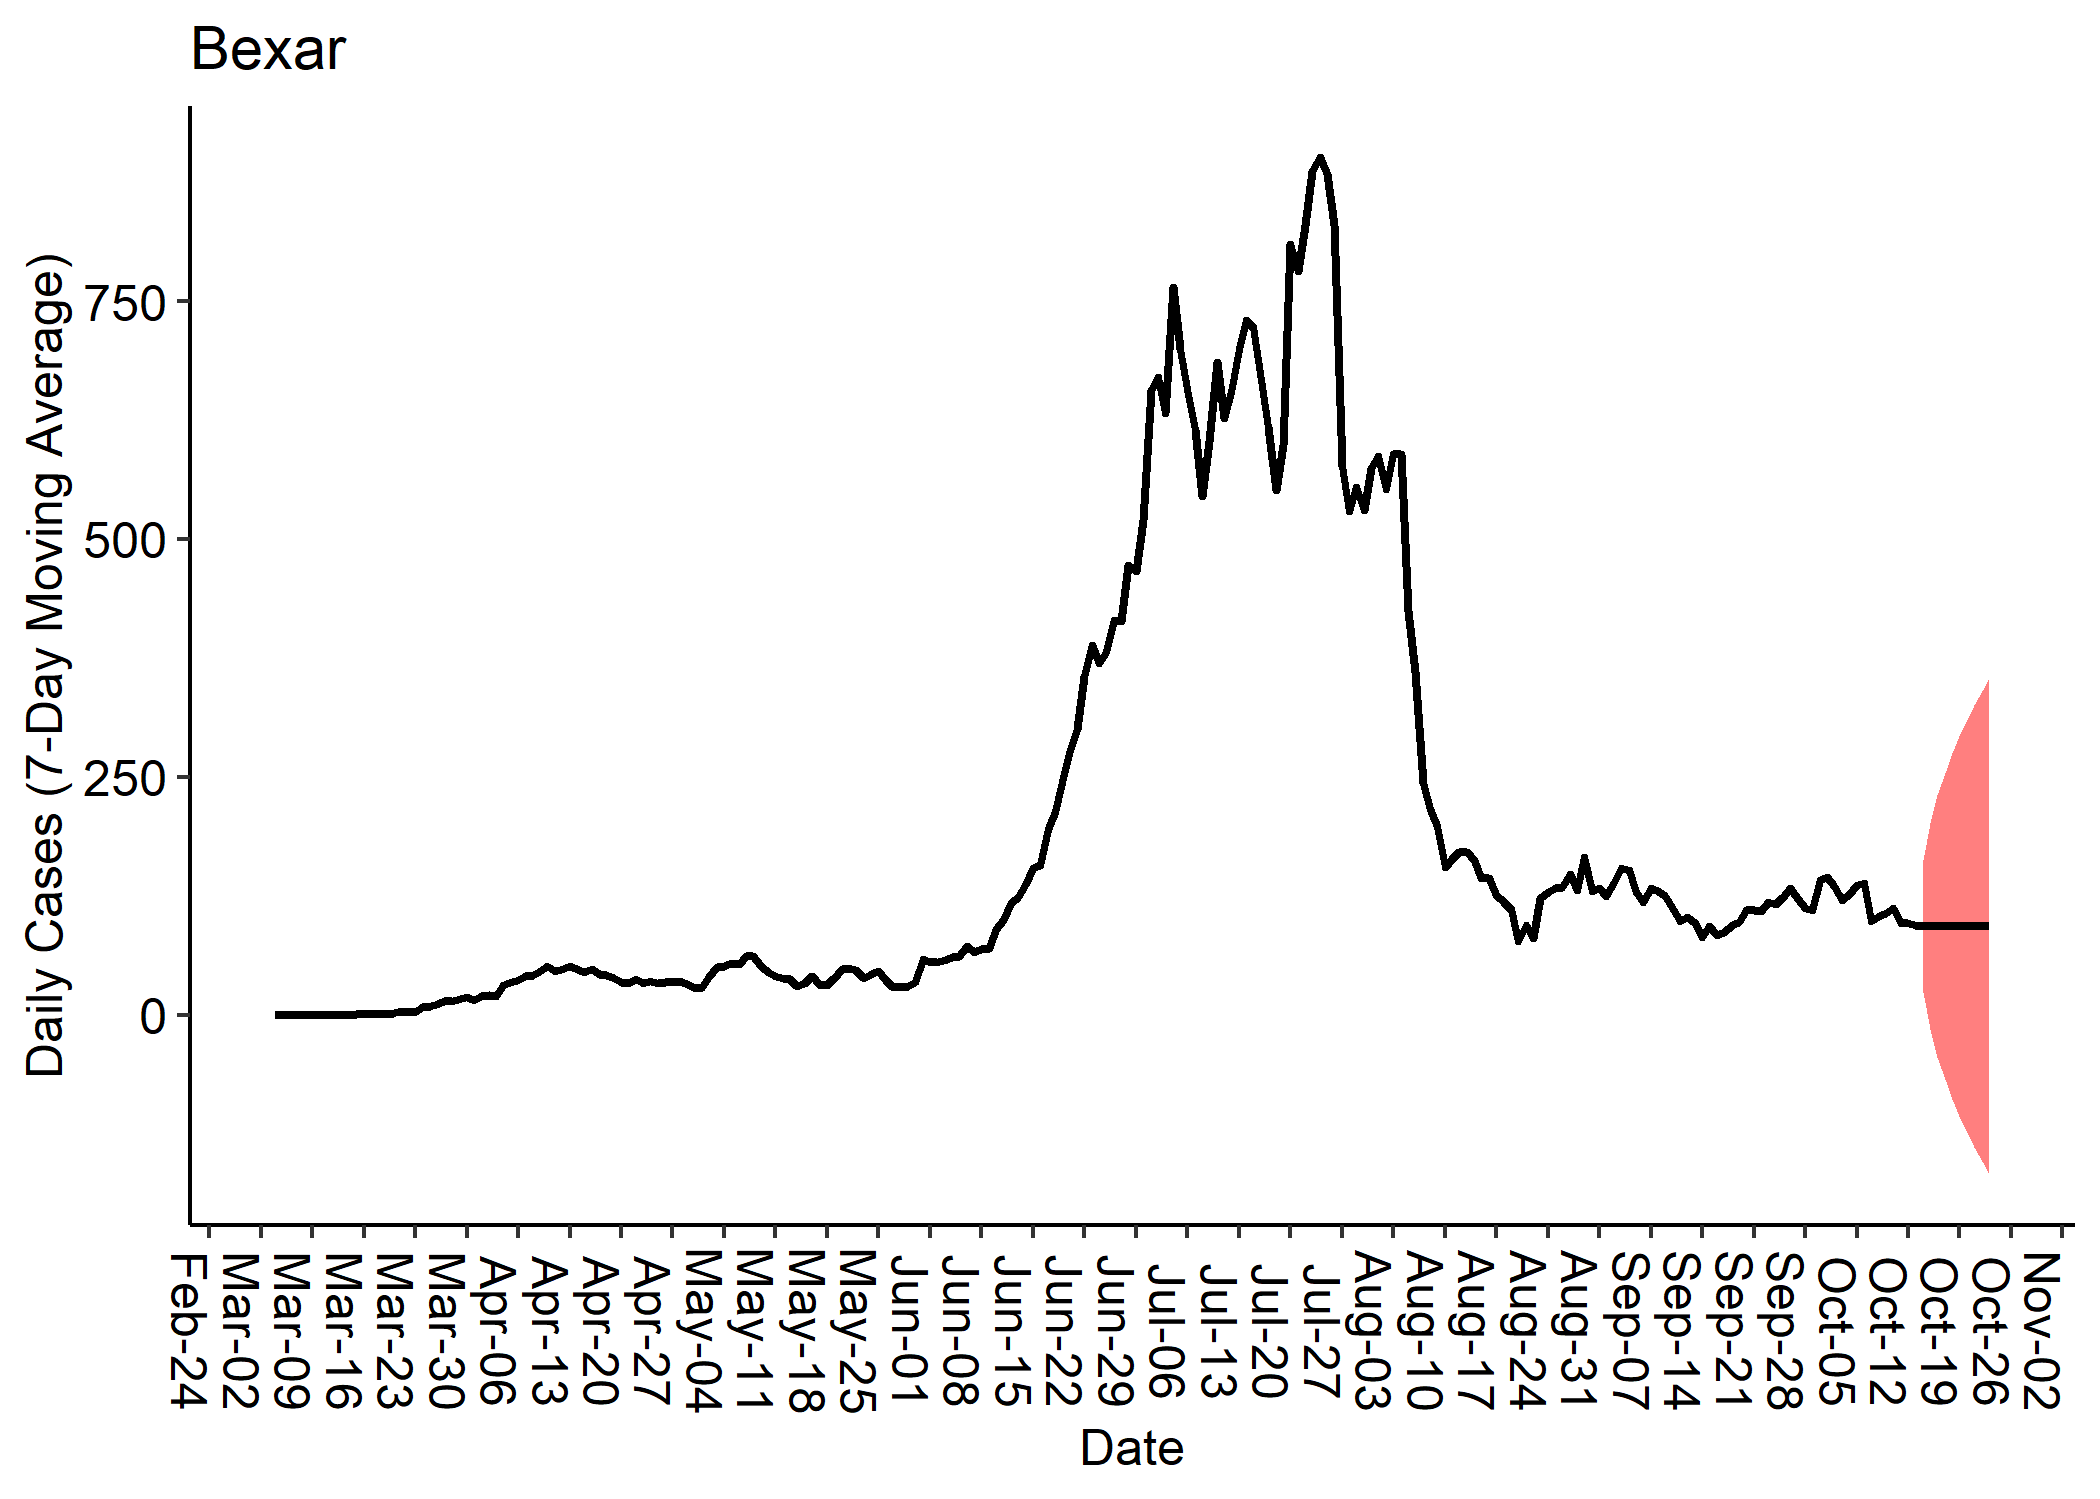 Bexar
Daily Cases (7-Day Moving Average)
750
500
250
0
Feb-24
Mar-02
Mar-09
Mar-16
Mar-23
Mar-30
Apr-06
Apr-13
Apr-20
Apr-27
May-04
May-11
May-18
May-25
Jun-01
Jun-08
Jun-15
Jun-22
Jun-29
Jul-06
Jul-13
Jul-20
Jul-27
Aug-03
Aug-10
Aug-17
Aug-24
Aug-31
Sep-07
Sep-14
Sep-21
Sep-28
Oct-05
Oct-12
Oct-19
Oct-26
Nov-02
Date